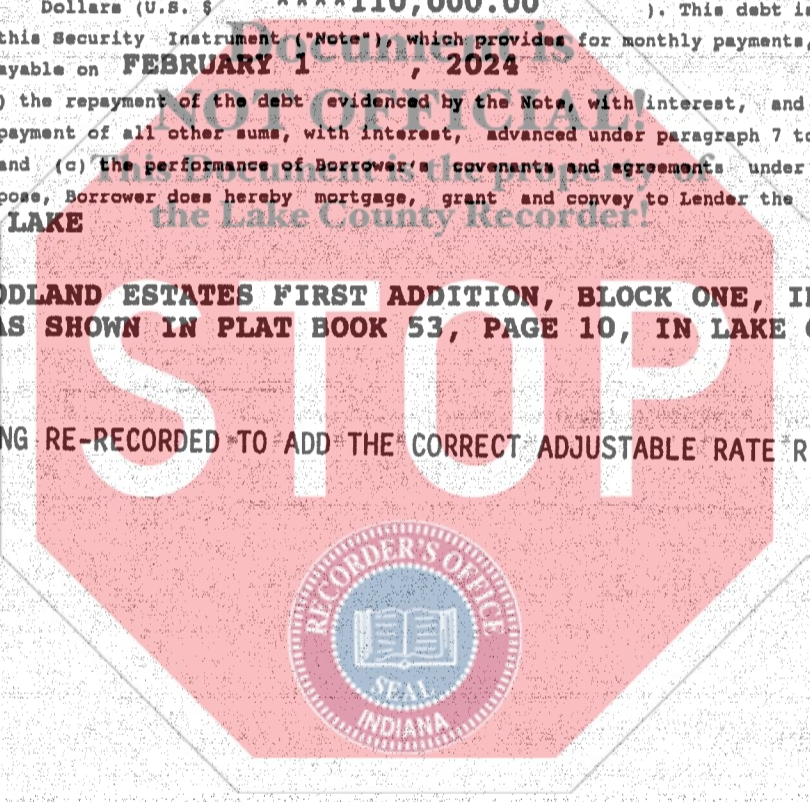 Dollars (U.S. $ ****110,000.00 ). This debt is
this Security Instrument ("Note"), which provides for monthly payments,
ayable on FEBRUARY 1 , 2024
) the repayment of the debt evidenced by the Note, with interest, and
payment of all other sums, with interest, advanced under paragraph 7 to
and (c) the performance of Borrower's covenants and agreements under
pose, Borrower does hereby mortgage, grant and convey to Lender the
LAKE
Document is
NOT OFFICIAL!
This Document is the property of
the Lake County Recorder!
ODLAND ESTATES FIRST ADDITION, BLOCK ONE, I
AS SHOWN IN PLAT BOOK 53, PAGE 10, IN LAKE
STOP
NG RE-RECORDED TO ADD THE CORRECT ADJUSTABLE RATE R
RECORDER'S OFFICE
SEAL
INDIANA